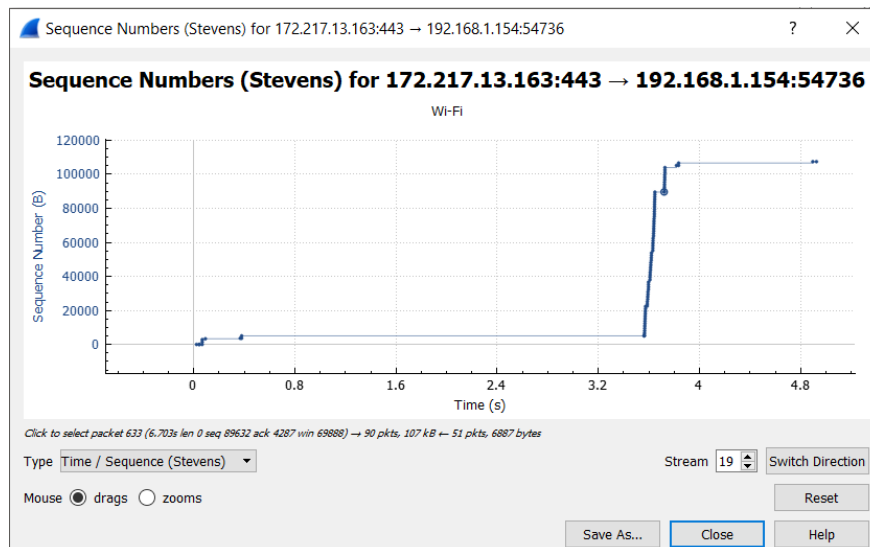 Sequence Numbers (Stevens) for 172.217.13.163:443 → 192.168.1.154:54736
Sequence Numbers (Stevens) for 172.217.13.163:443 → 192.168.1.154:54736
Wi-Fi
Sequence Number (B)
120000
100000
80000
60000
40000
20000
0
0 0.8 1.6 2.4 3.2 4 4.8
Time (s)
Click to select packet 633 (6.703s len 0 seq 89632 ack 4287 win 69888) → 90 pkts, 107 kB ← 51 pkts, 6887 bytes
Type Time / Sequence (Stevens) Stream 19 Switch Direction
Mouse drags zooms Reset
Save As... Close Help